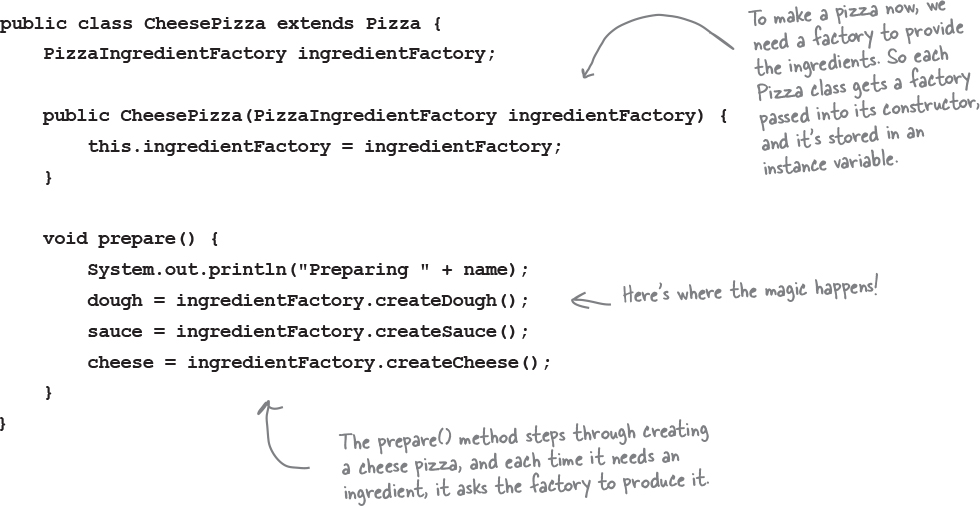 public class CheesePizza extends Pizza {
PizzaIngredientFactory ingredientFactory;
public CheesePizza(PizzaIngredientFactory ingredientFactory) {
this.ingredientFactory = ingredientFactory;
}
void prepare() {
System.out.println("Preparing " + name);
dough = ingredientFactory.createDough();
sauce = ingredientFactory.createSauce();
cheese = ingredientFactory.createCheese();
}
}
To make a pizza now, we
need a factory to provide
the ingredients. So each
Pizza class gets a factory
passed into its constructor,
and it's stored in an
instance variable.
Here's where the magic happens!
The prepare() method steps through creating
a cheese pizza, and each time it needs an
ingredient, it asks the factory to produce it.